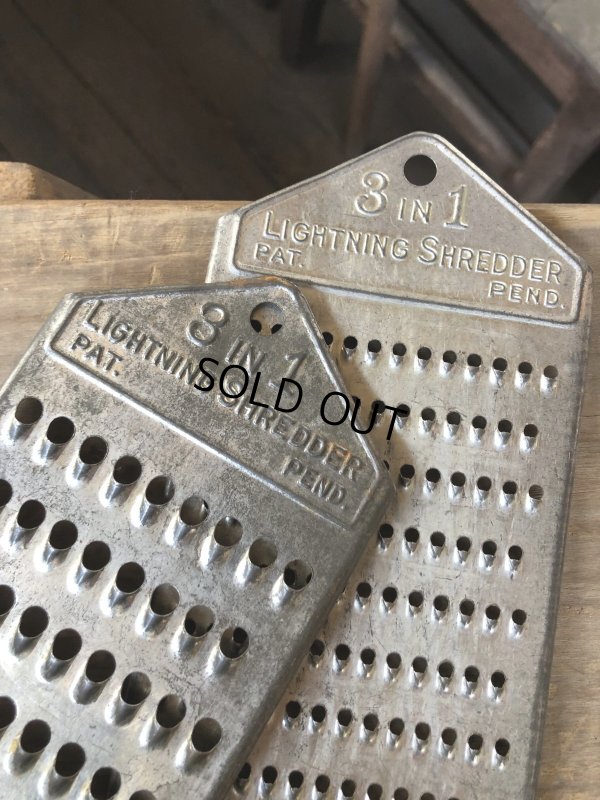 3 IN 1
LIGHTNING SHREDDER
PAT. PEND.
3 IN 1
LIGHTNING SHREDDER
PAT. PEND.
SOLD OUT